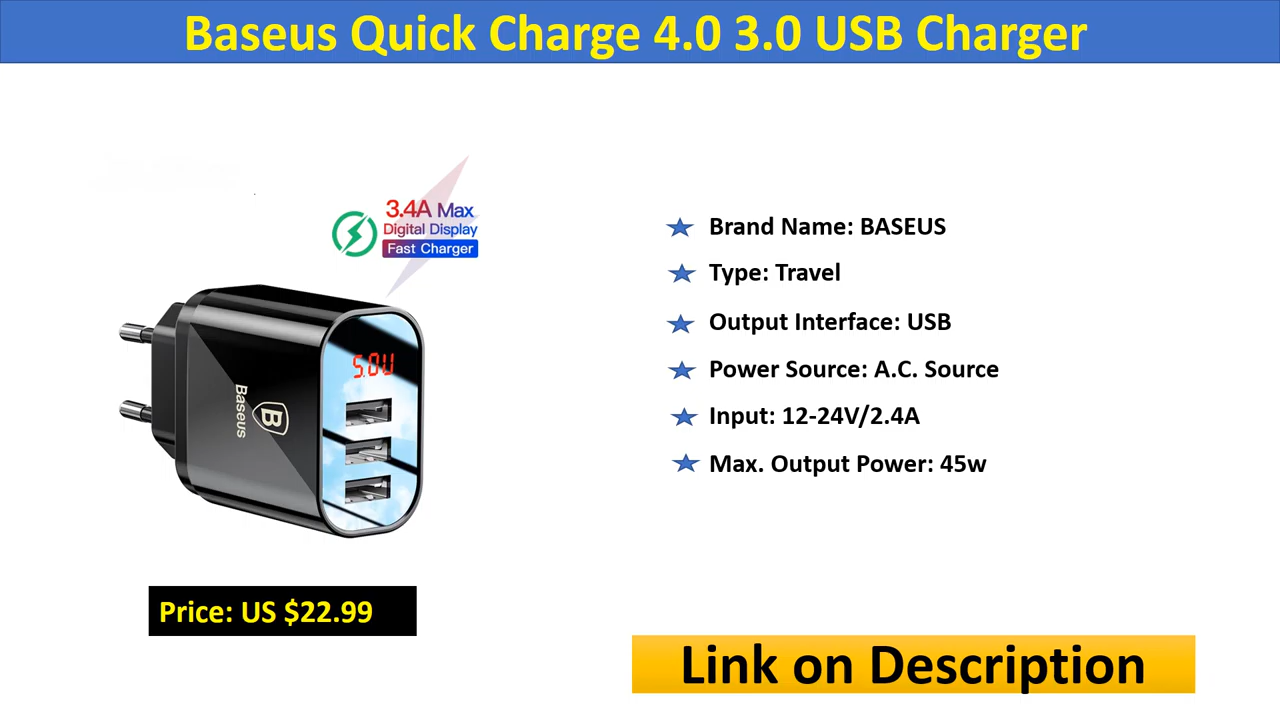 Baseus Quick Charge 4.0 3.0 USB Charger
3.4A Max
Digital Display
Fast Charger
5.0V
Baseus
B
Brand Name: BASEUS
Type: Travel
Output Interface: USB
Power Source: A.C. Source
Input: 12-24V/2.4A
Max. Output Power: 45w
Price: US $22.99
Link on Description